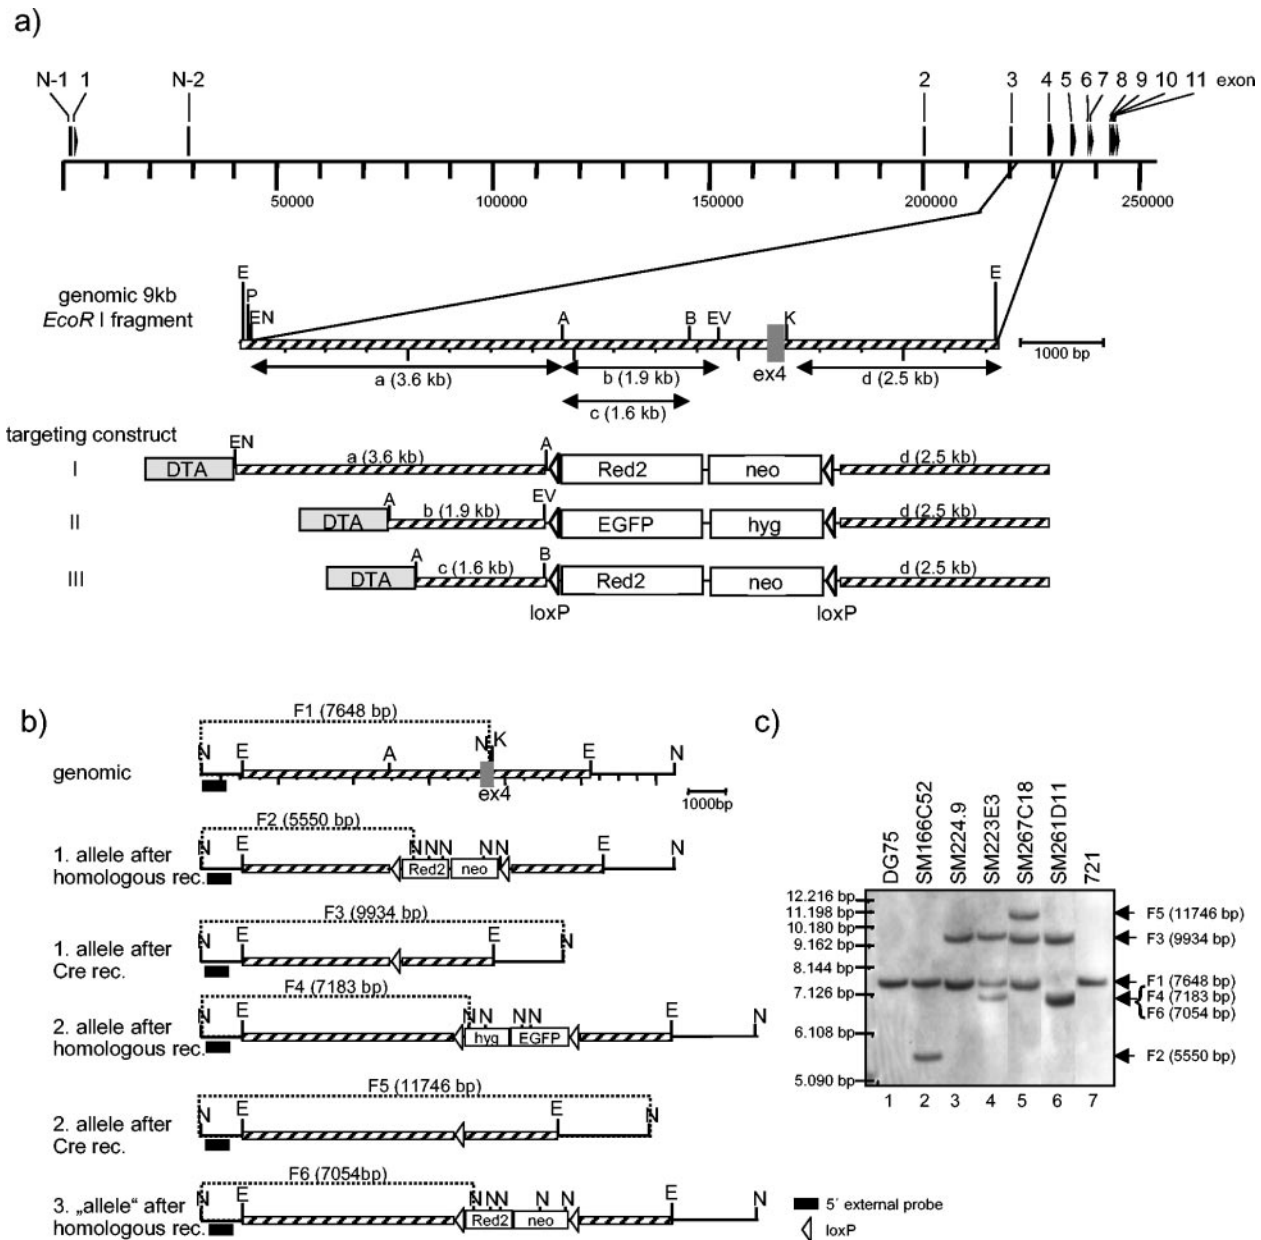 a)
N-1 1 N-2 2 3 4 5 6 7 8 9 10 11 exon
50000 100000 150000 200000 250000
E E
genomic 9kb
EcoR I fragment
P
EN A B EV K
1000 bp
a (3.6 kb) b (1.9 kb) ex4 d (2.5 kb)
c (1.6 kb)
targeting construct
I DTA EN a (3.6 kb) A Red2 neo d (2.5 kb)
II DTA A b (1.9 kb) EV EGFP hyg d (2.5 kb)
III DTA A c (1.6 kb) B Red2 neo d (2.5 kb)
loxP loxP
b)
F1 (7648 bp)
N E A N K E N
genomic
ex4
1000bp
F2 (5550 bp)
1. allele after
homologous rec.
N E N N N N N E N
Red2 neo
F3 (9934 bp)
1. allele after
Cre rec.
N E E N
F4 (7183 bp)
2. allele after
homologous rec.
N E N N N N E N
hyg EGFP
F5 (11746 bp)
2. allele after
Cre rec.
N E E N
F6 (7054bp)
3. „allele“ after
homologous rec.
N E N N N N N E N
Red2 neo
5´ external probe
loxP
c)
DG75 SM166C52 SM224.9 SM223E3 SM267C18 SM261D11 721
12.216 bp
11.198 bp
10.180 bp
9.162 bp
8.144 bp
7.126 bp
6.108 bp
5.090 bp
F5 (11746 bp)
F3 (9934 bp)
F1 (7648 bp)
F4 (7183 bp)
F6 (7054 bp)
F2 (5550 bp)
1 2 3 4 5 6 7